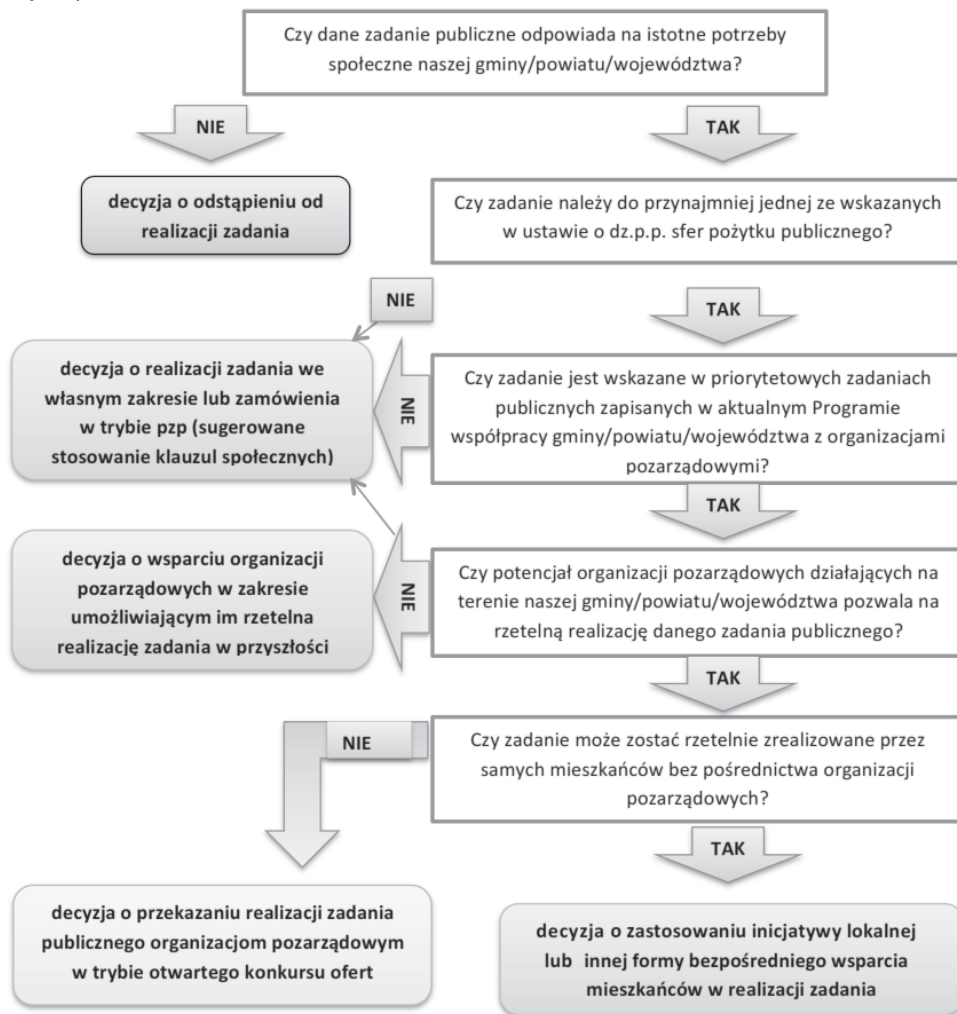 Czy dane zadanie publiczne odpowiada na istotne potrzeby
społeczne naszej gminy/powiatu/województwa?
NIE
TAK
decyzja o odstąpieniu od
realizacji zadania
Czy zadanie należy do przynajmniej jednej ze wskazanych
w ustawie o dz.p.p. sfer pożytku publicznego?
NIE
TAK
decyzja o realizacji zadania we
własnym zakresie lub zamówienia
w trybie pzp (sugerowane
stosowanie klauzul społecznych)
NIE
Czy zadanie jest wskazane w priorytetowych zadaniach
publicznych zapisanych w aktualnym Programie
współpracy gminy/powiatu/województwa z organizacjami
pozarządowymi?
TAK
decyzja o wsparciu organizacji
pozarządowych w zakresie
umożliwiającym im rzetelna
realizację zadania w przyszłości
NIE
Czy potencjał organizacji pozarządowych działających na
terenie naszej gminy/powiatu/województwa pozwala na
rzetelną realizację danego zadania publicznego?
TAK
NIE
Czy zadanie może zostać rzetelnie zrealizowane przez
samych mieszkańców bez pośrednictwa organizacji
pozarządowych?
TAK
decyzja o przekazaniu realizacji zadania
publicznego organizacjom pozarządowym
w trybie otwartego konkursu ofert
decyzja o zastosowaniu inicjatywy lokalnej
lub innej formy bezpośredniego wsparcia
mieszkańców w realizacji zadania